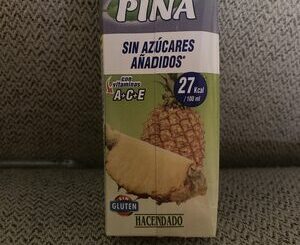 PIÑA
SIN AZÚCARES
AÑADIDOS*
con
vitaminas
A+C+E
27
Kcal
/100 ml
SIN
GLUTEN
HACENDADO